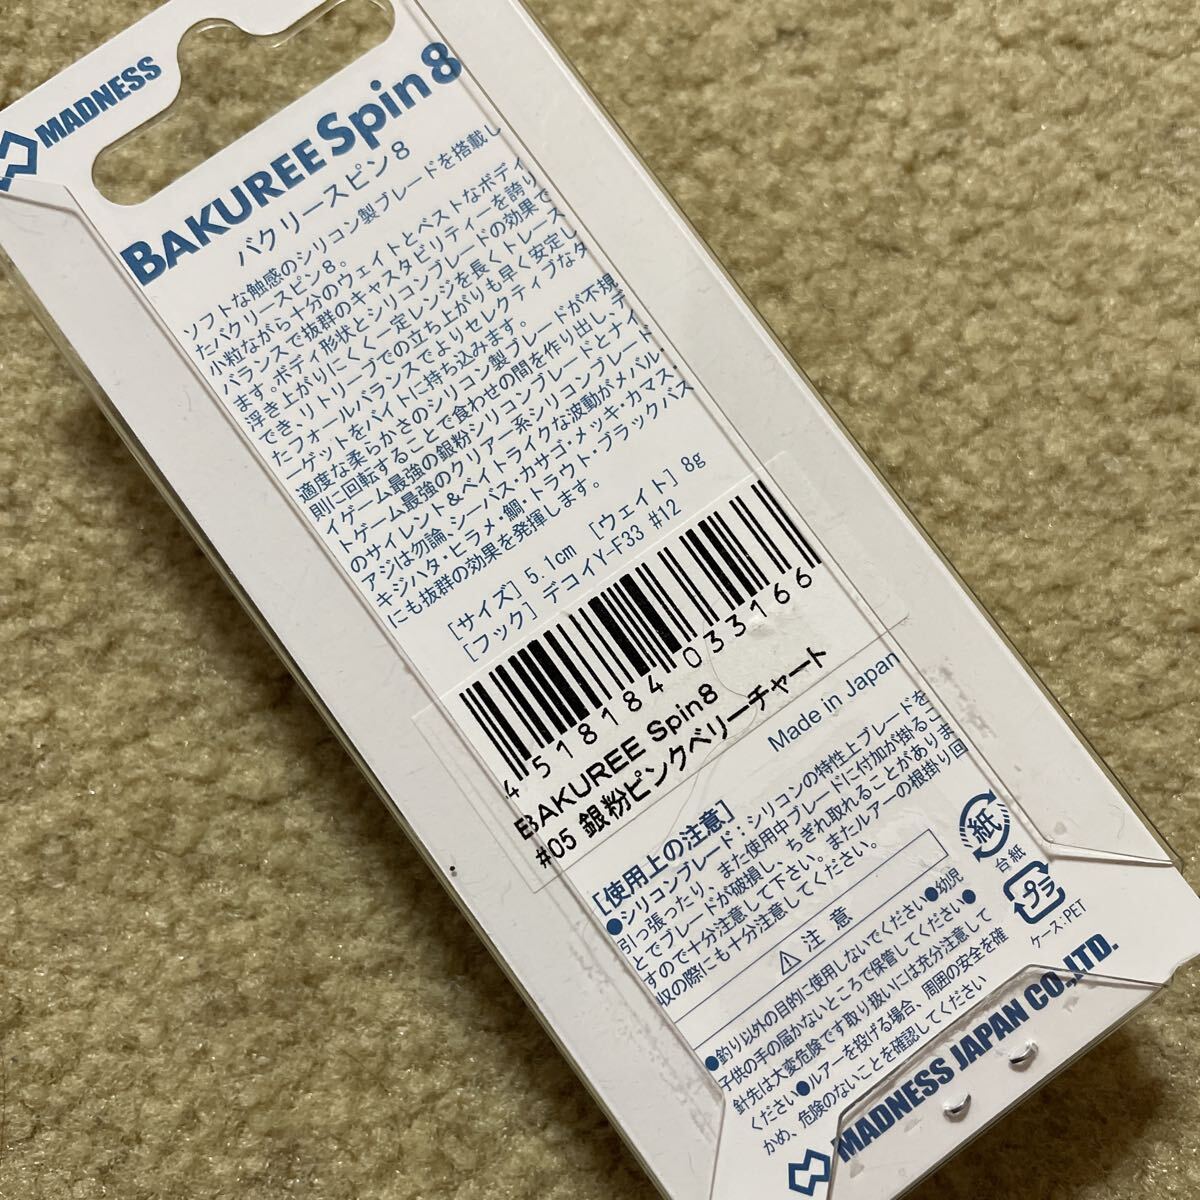 MADNESS
BAKUREE Spin 8
バクリースピン8
ソフトな触感のシリコン製ブレードを搭載し
たバクリースピン8。
小粒ながら十分のウェイトとベストなボディ
バランスで抜群のキャスタビリティーを誇り
ます。ボディ形状とシリコンブレードの効果で
浮き上がりにくく一定レンジを長くトレース
でき、リトリーブでの立ち上がりも早く安定し
たフォールバランスでよりセレクティブなタ
ーゲットをバイトに持ち込みます。
適度な柔らかさのシリコン製ブレードが不規
則に回転することで食わせの間を作り出し、デ
イゲーム最強の銀粉シリコンブレードとナイ
トゲーム最強のクリアー系シリコンブレード
のサイレント&ベイトライクな波動がメバル・
アジは勿論、シーバス・カサゴ・メッキ・カマス・
キジハタ・ヒラメ・鯛・トラウト・ブラックバス
にも抜群の効果を発揮します。
[サイズ] 5.1cm [ウェイト] 8g
[フック] デコイY-F33 #12
4518184033166
BAKUREE Spin8
#05 銀粉ピンクベリーチャート
Made in Japan
[使用上の注意]
●シリコンブレード:シリコンの特性上ブレードを
引っ張ったり、また使用中ブレードに付加が掛るこ
とでブレードが破損し、ちぎれ取れることがありま
すので十分注意して下さい。またルアーの根掛り回
収の際にも十分注意してください。
⚠ 注 意
●釣り以外の目的に使用しないでください●幼児
子供の手の届かないところで保管してください●
針先は大変危険です取り扱いには充分注意して
ください●ルアーを投げる場合、周囲の安全を確
かめ、危険のないことを確認してください
紙
台紙
プラ
ケース:PET
MADNESS JAPAN CO.,LTD.